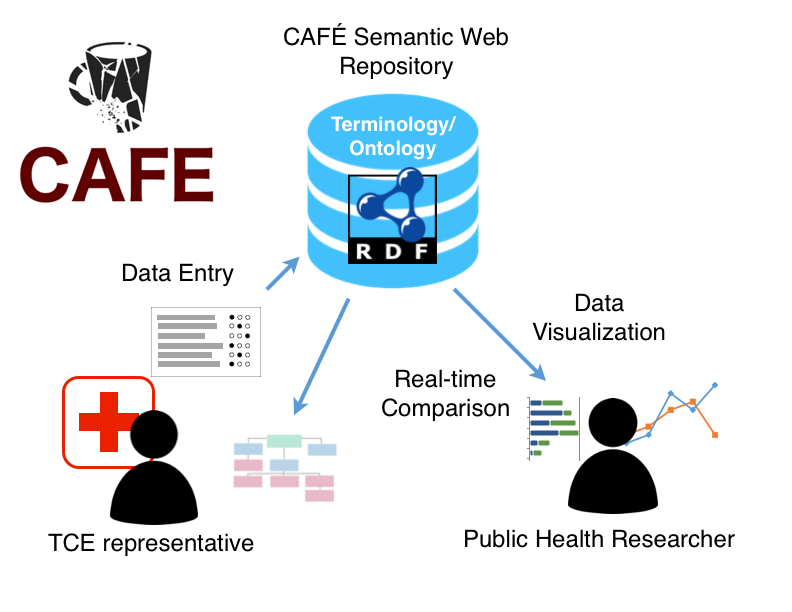 CAFÉ Semantic Web
Repository
CAFE
Terminology/
Ontology
RDF
Data Entry
Data
Visualization
Real-time
Comparison
TCE representative
Public Health Researcher